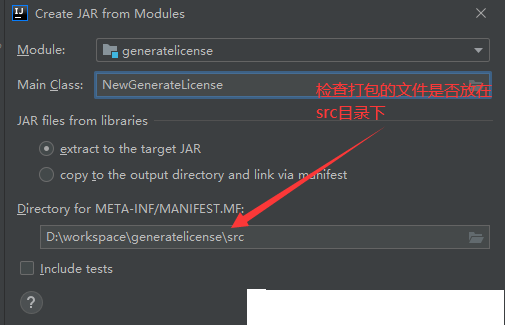 Create JAR from Modules
Module:
generatelicense
Main Class:
NewGenerateLicense
检查打包的文件是否放在
src目录下
JAR files from libraries
extract to the target JAR
copy to the output directory and link via manifest
Directory for META-INF/MANIFEST.MF:
D:\workspace\generatelicense\src
Include tests
?